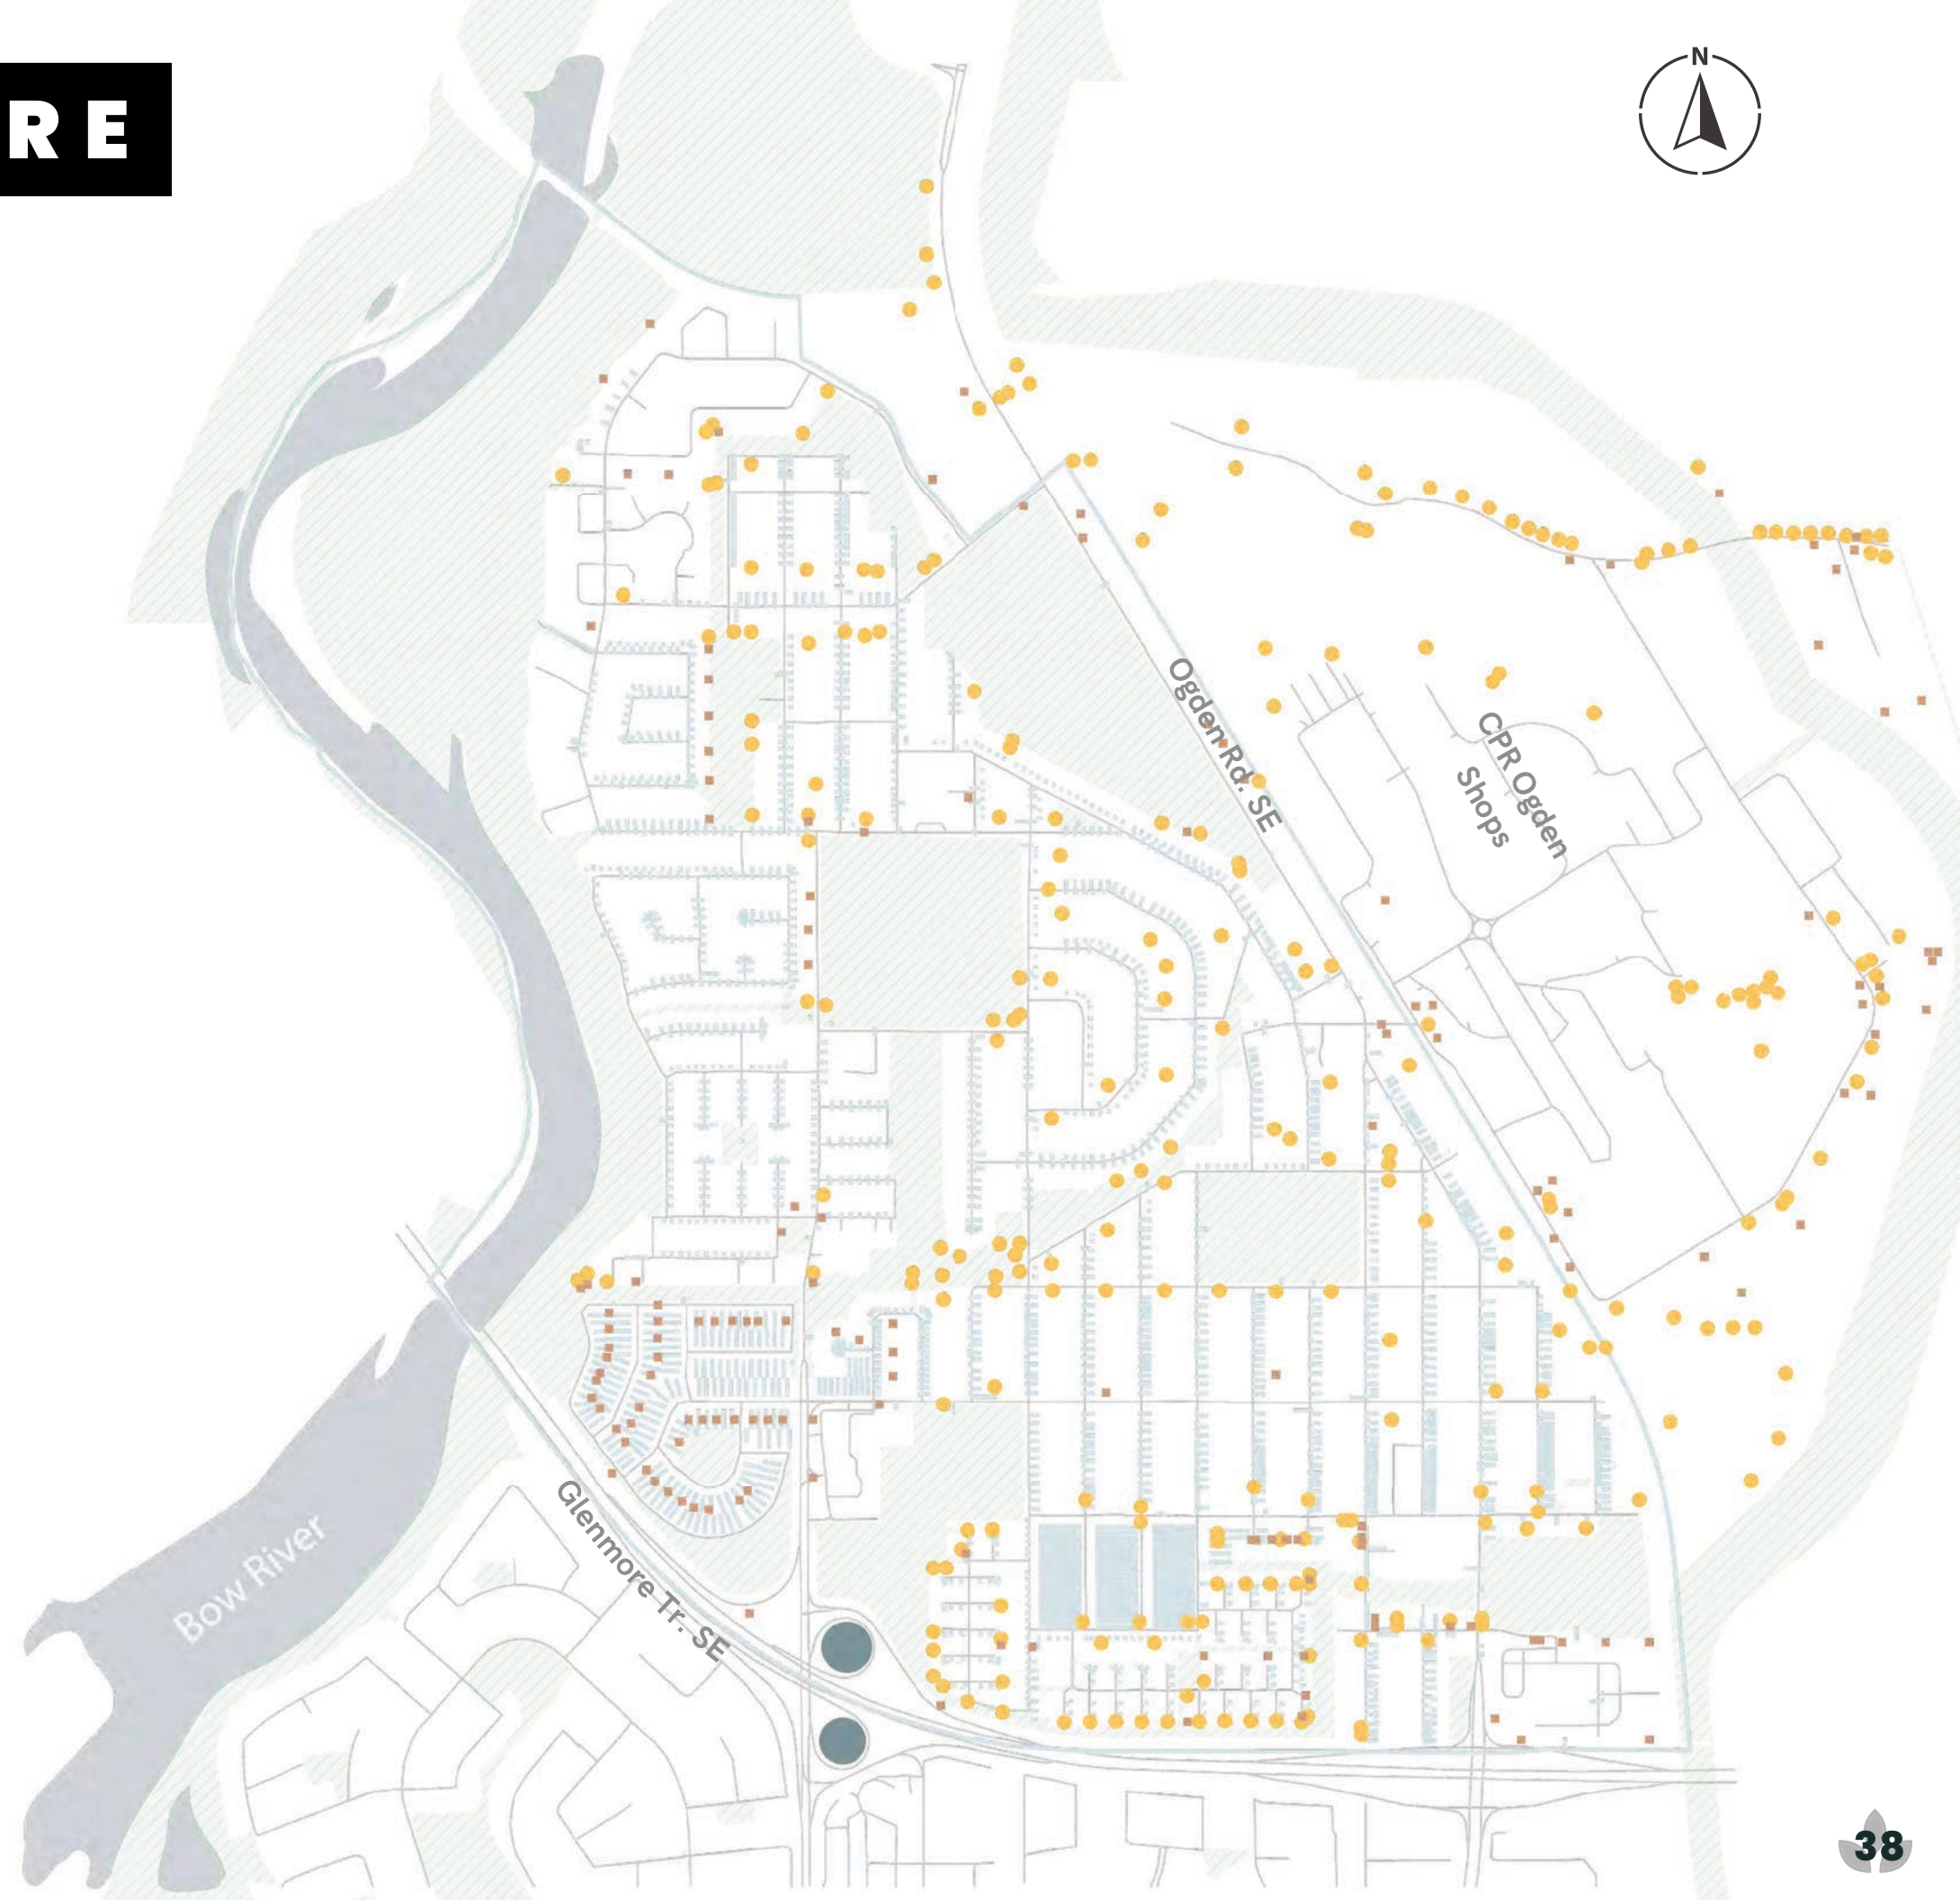 RE
N
Ogden Rd. SE
CPR Ogden
Shops
Glenmore Tr. SE
Bow River
38